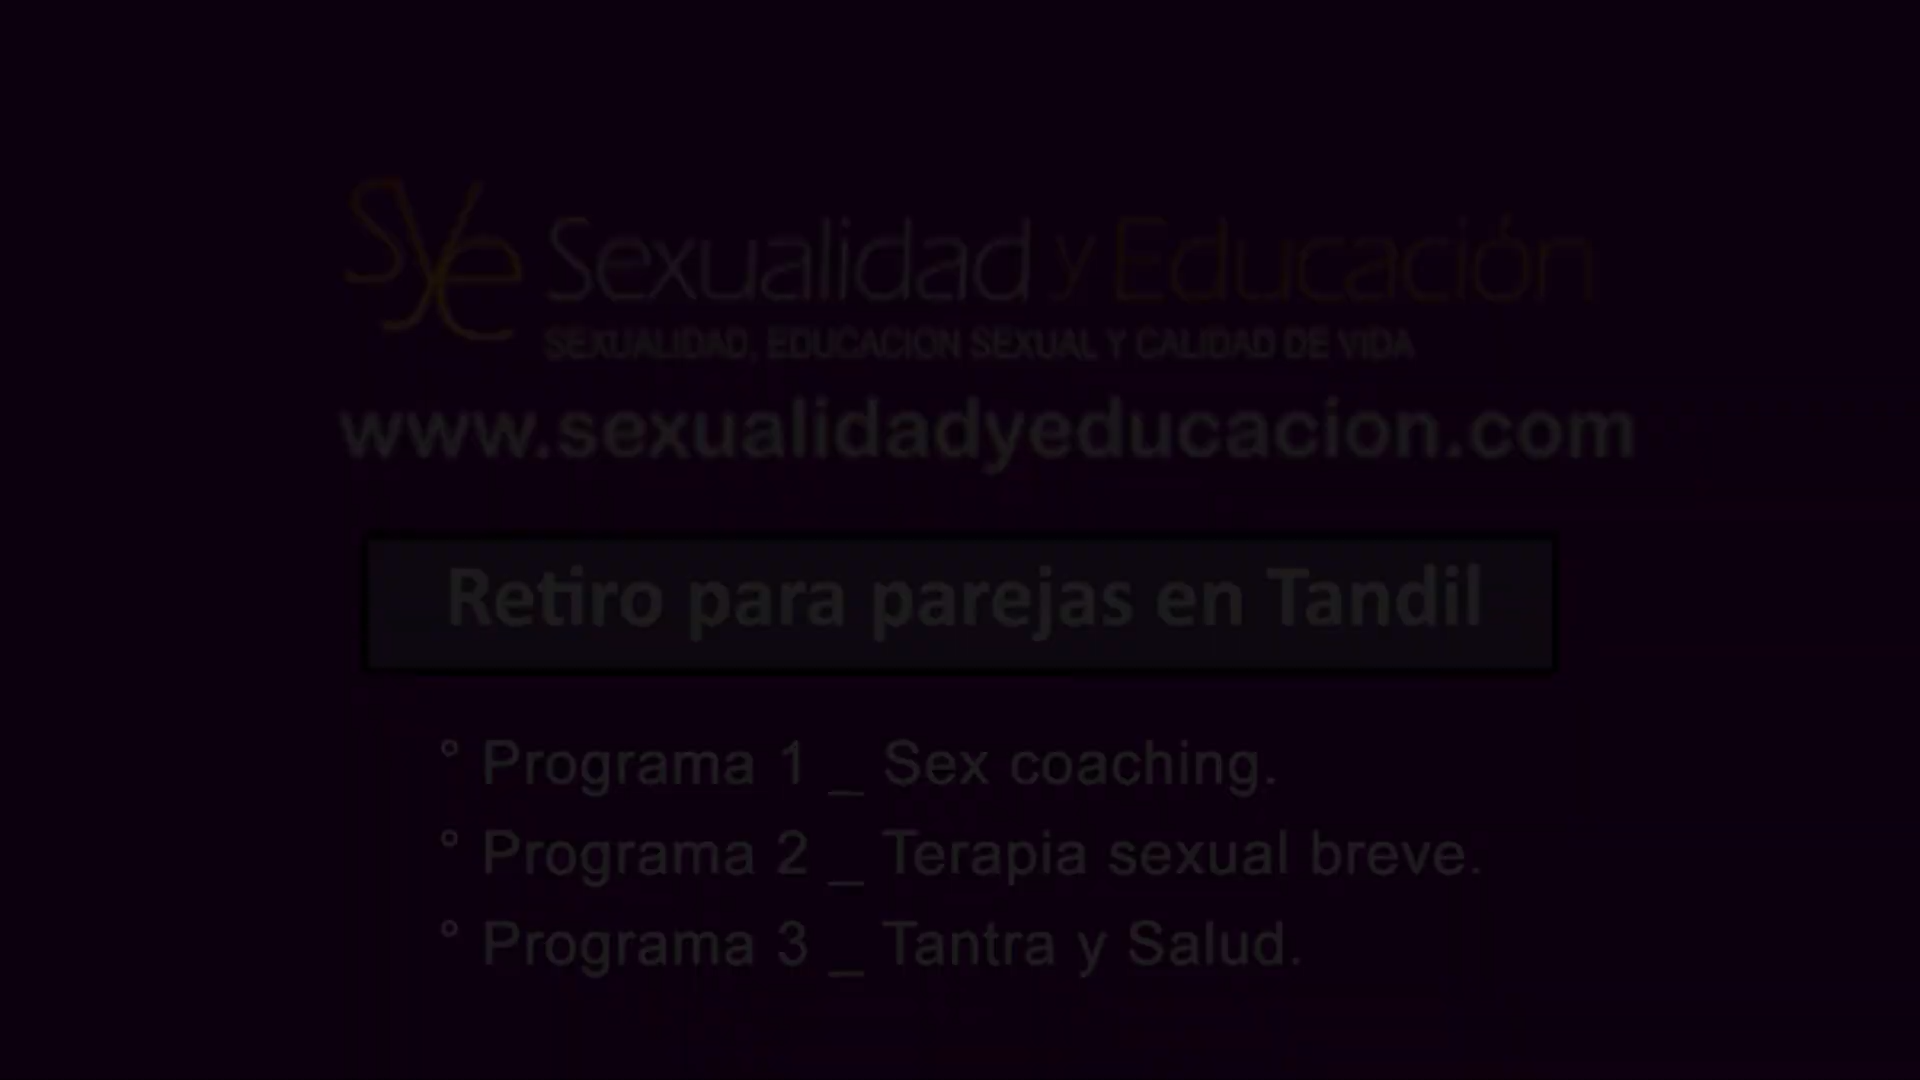 sye Sexualidad y Educación
SEXUALIDAD, EDUCACION SEXUAL Y CALIDAD DE VIDA
www.sexualidadyeducacion.com
Retiro para parejas en Tandil
° Programa 1 _ Sex coaching.
° Programa 2 _ Terapia sexual breve.
° Programa 3 _ Tantra y Salud.